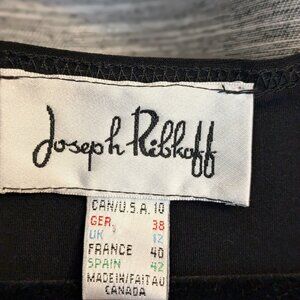 Joseph Ribkoff
CAN/U.S.A. 10
GER. 38
UK 12
FRANCE 40
SPAIN 42
MADE IN/FAIT AU
CANADA